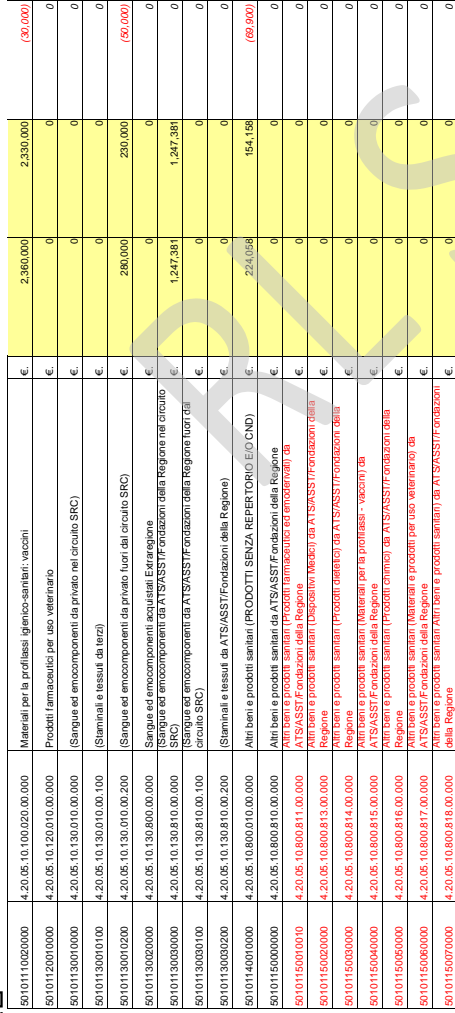 50101110020000 4.20.05.10.100.020.00.000 Materiali per la profilassi igienico-sanitari: vaccini €. 2,360,000 2,330,000 (30,000)
50101120010000 4.20.05.10.120.010.00.000 Prodotti farmaceutici per uso veterinario €. 0 0 0
50101130010000 4.20.05.10.130.010.00.000 (Sangue ed emocomponenti da privato nel circuito SRC) €. 0 0 0
50101130010100 4.20.05.10.130.010.00.100 (Staminali e tessuti da terzi) €. 0 0 0
50101130010200 4.20.05.10.130.010.00.200 (Sangue ed emocomponenti da privato fuori dal circuito SRC) €. 280,000 230,000 (50,000)
50101130020000 4.20.05.10.130.800.00.000 Sangue ed emocomponenti acquistati Extraregione €. 0 0 0
50101130030000 4.20.05.10.130.810.00.000 (Sangue ed emocomponenti da ATS/ASST/Fondazioni della Regione nel circuito
SRC) €. 1,247,381 1,247,381 0
50101130030100 4.20.05.10.130.810.00.100 (Sangue ed emocomponenti da ATS/ASST/Fondazioni della Regione fuori dal
circuito SRC) €. 0 0 0
50101130030200 4.20.05.10.130.810.00.200 (Staminali e tessuti da ATS/ASST/Fondazioni della Regione) €. 0 0 0
50101140010000 4.20.05.10.800.010.00.000 Altri beni e prodotti sanitari (PRODOTTI SENZA REPERTORIO E/O CND) €. 224,058 154,158 (69,900)
50101150000000 4.20.05.10.800.810.00.000 Altri beni e prodotti sanitari da ATS/ASST/Fondazioni della Regione €. 0 0 0
50101150010010 4.20.05.10.800.811.00.000 Altri beni e prodotti sanitari (Prodotti farmaceutici ed emoderivati) da
ATS/ASST/Fondazioni della Regione €. 0 0 0
50101150020000 4.20.05.10.800.813.00.000 Altri beni e prodotti sanitari (Dispositivi Medici) da ATS/ASST/Fondazioni della
Regione €. 0 0 0
50101150030000 4.20.05.10.800.814.00.000 Altri beni e prodotti sanitari (Prodotti dietetici) da ATS/ASST/Fondazioni della
Regione €. 0 0 0
50101150040000 4.20.05.10.800.815.00.000 Altri beni e prodotti sanitari (Materiali per la profilassi - vaccini) da
ATS/ASST/Fondazioni della Regione €. 0 0 0
50101150050000 4.20.05.10.800.816.00.000 Altri beni e prodotti sanitari (Prodotti chimici) da ATS/ASST/Fondazioni della
Regione €. 0 0 0
50101150060000 4.20.05.10.800.817.00.000 Altri beni e prodotti sanitari (Materiali e prodotti per uso veterinario) da
ATS/ASST/Fondazioni della Regione €. 0 0 0
50101150070000 4.20.05.10.800.818.00.000 Altri beni e prodotti sanitari Altri beni e prodotti sanitari) da ATS/ASST/Fondazioni
della Regione €. 0 0 0